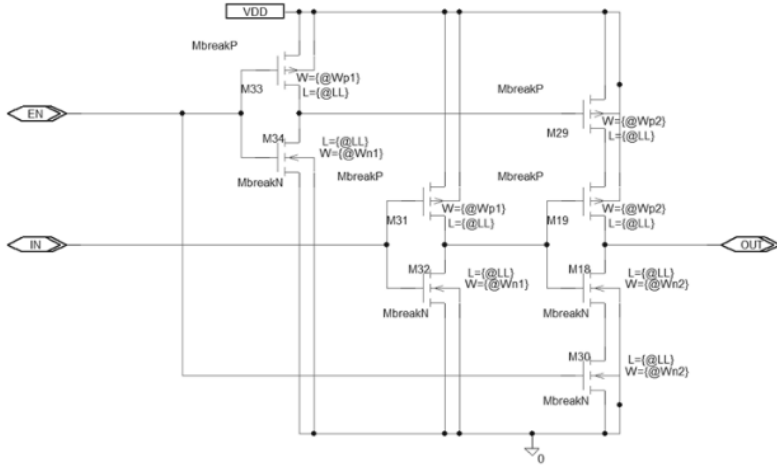 VDD
MbreakP
W={@Wp1}
M33
L={@LL}
MbreakP
EN
W={@Wp2}
M29
L={@LL}
M34
L={@LL}
W={@Wn1}
MbreakN
MbreakP
MbreakP
W={@Wp1}
M31
L={@LL}
W={@Wp2}
M19
L={@LL}
IN
OUT
M32
L={@LL}
W={@Wn1}
MbreakN
M18
L={@LL}
W={@Wn2}
MbreakN
M30
L={@LL}
W={@Wn2}
MbreakN
0